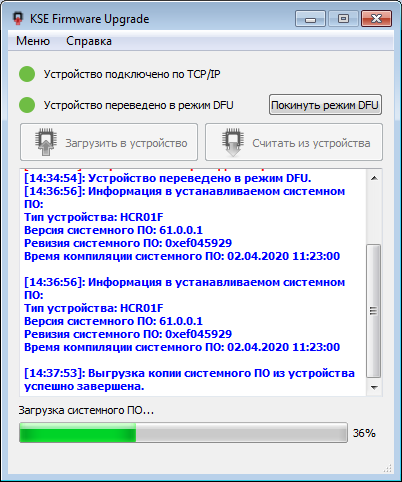 KSE Firmware Upgrade
Меню Справка
Устройство подключено по TCP/IP
Устройство переведено в режим DFU Покинуть режим DFU
Загрузить в устройство Считать из устройства
[14:34:54]: Устройство переведено в режим DFU.
[14:36:56]: Информация в устанавливаемом системном
ПО:
Тип устройства: HCR01F
Версия системного ПО: 61.0.0.1
Ревизия системного ПО: 0xef045929
Время компиляции системного ПО: 02.04.2020 11:23:00
[14:36:56]: Информация в устанавливаемом системном
ПО:
Тип устройства: HCR01F
Версия системного ПО: 61.0.0.1
Ревизия системного ПО: 0xef045929
Время компиляции системного ПО: 02.04.2020 11:23:00
[14:37:53]: Выгрузка копии системного ПО из устройства
успешно завершена.
Загрузка системного ПО...
36%